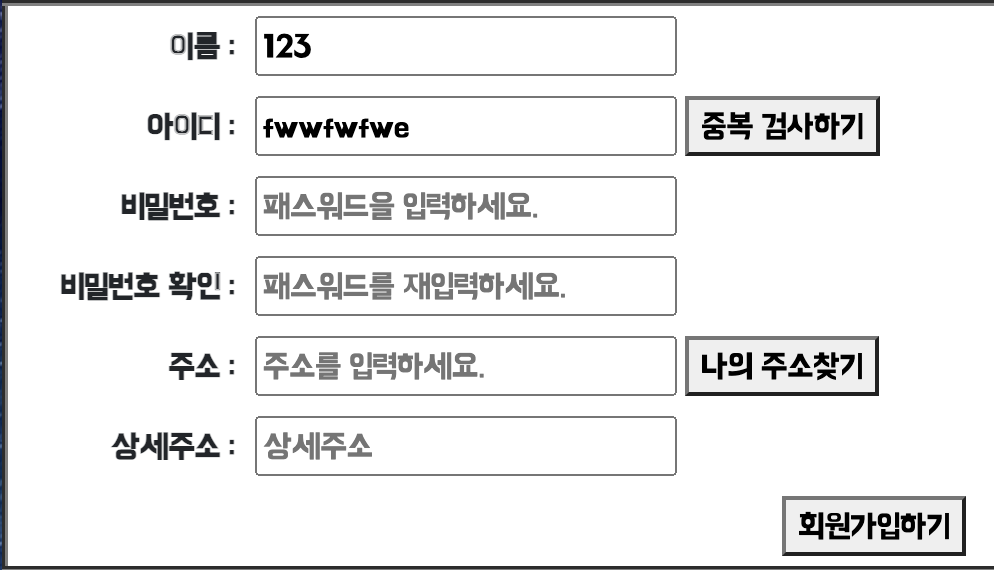 이름 : 123
아이디 : fwwfwfwe 중복 검사하기
비밀번호 : 패스워드을 입력하세요.
비밀번호 확인 : 패스워드를 재입력하세요.
주소 : 주소를 입력하세요. 나의 주소찾기
상세주소 : 상세주소
회원가입하기